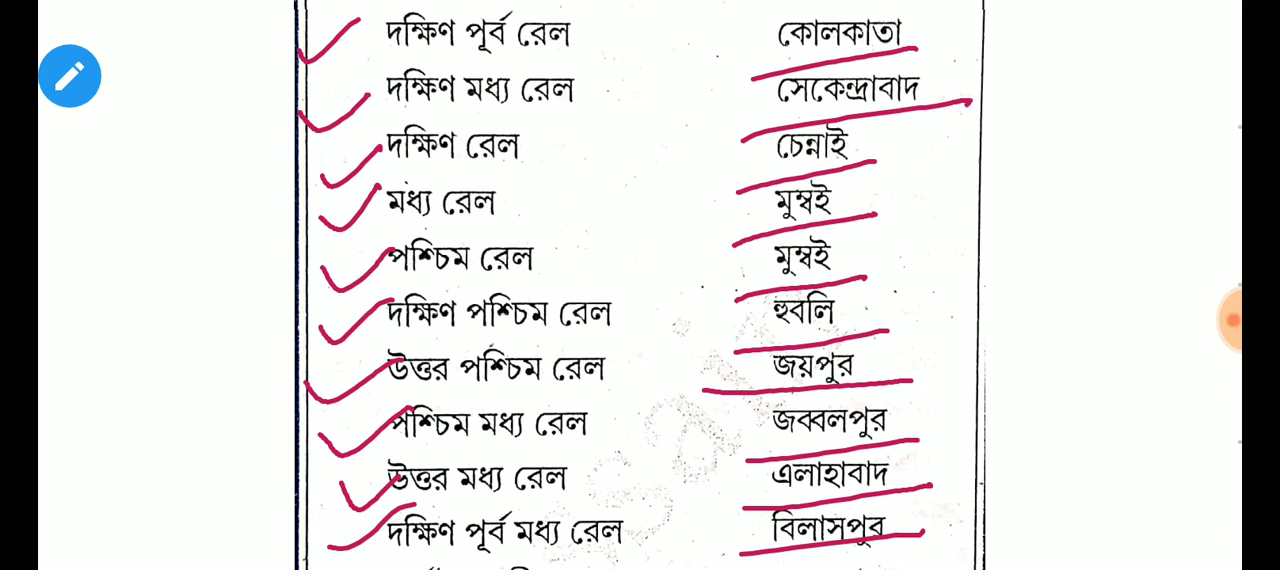 দক্ষিণ পূর্ব রেল কোলকাতা
দক্ষিণ মধ্য রেল সেকেন্দ্রাবাদ
দক্ষিণ রেল চেন্নাই
মধ্য রেল মুম্বই
পশ্চিম রেল মুম্বই
দক্ষিণ পশ্চিম রেল হুবলি
উত্তর পশ্চিম রেল জয়পুর
পশ্চিম মধ্য রেল জব্বলপুর
উত্তর মধ্য রেল এলাহাবাদ
দক্ষিণ পূর্ব মধ্য রেল বিলাসপুর